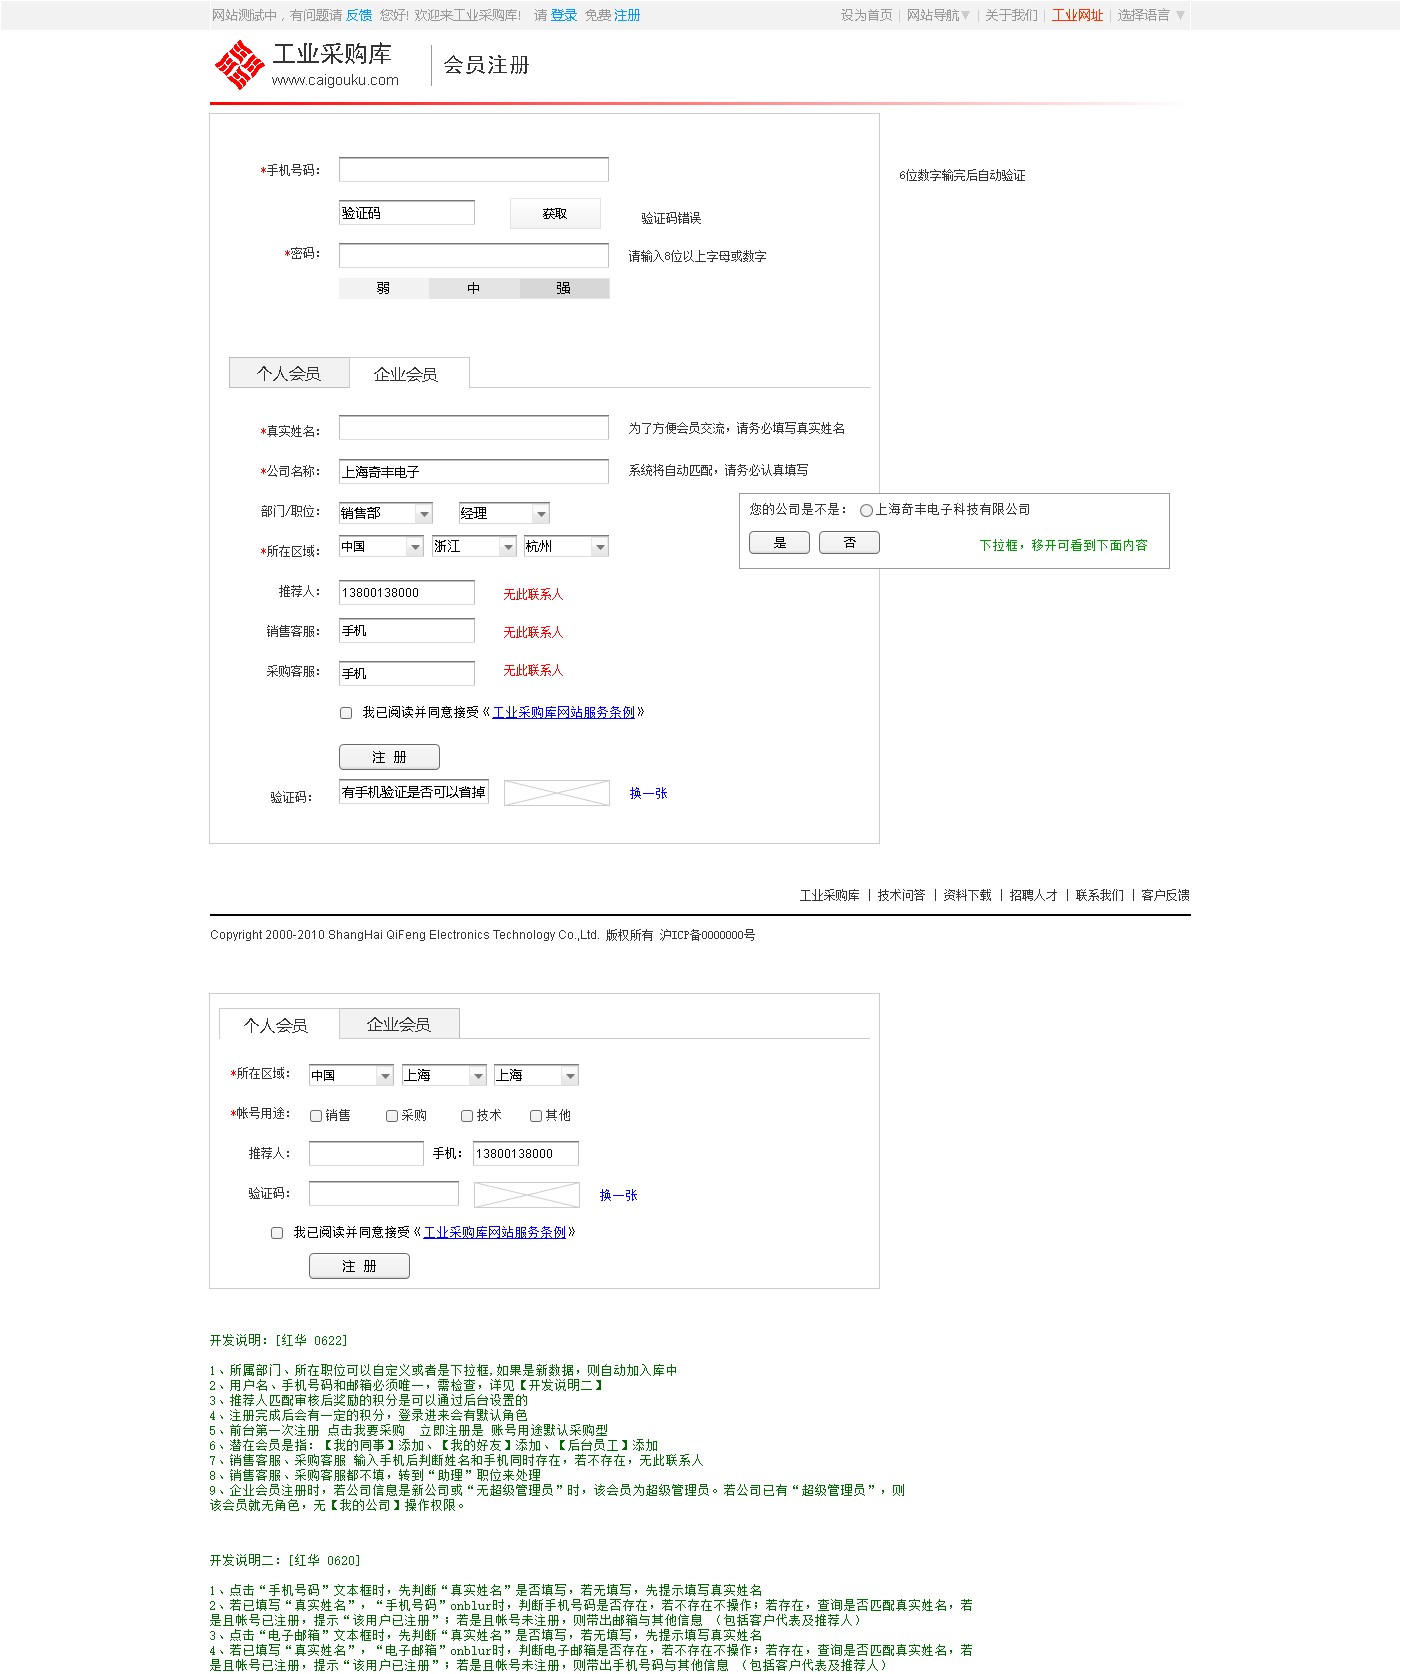 网站测试中，有问题请 反馈 您好! 欢迎来工业采购库! 请 登录 免费 注册
设为首页 | 网站导航▼ | 关于我们 | 工业网址 | 选择语言 ▼
工业采购库
www.caigouku.com
会员注册
*手机号码：
6位数字输完后自动验证
验证码 获取 验证码错误
*密码： 请输入8位以上字母或数字
弱 中 强
个人会员 企业会员
*真实姓名： 为了方便会员交流，请务必填写真实姓名
*公司名称： 上海奇丰电子 系统将自动匹配，请务必认真填写
部门/职位： 销售部 经理
您的公司是不是： 上海奇丰电子科技有限公司
是 否 下拉框，移开可看到下面内容
*所在区域： 中国 浙江 杭州
推荐人： 13800138000 无此联系人
销售客服： 手机 无此联系人
采购客服： 手机 无此联系人
我已阅读并同意接受《工业采购库网站服务条例》
注 册
验证码： 有手机验证是否可以省掉 换一张
工业采购库 | 技术问答 | 资料下载 | 招聘人才 | 联系我们 | 客户反馈
Copyright 2000-2010 ShangHai QiFeng Electronics Technology Co.,Ltd. 版权所有 沪ICP备0000000号
个人会员 企业会员
*所在区域： 中国 上海 上海
*帐号用途： 销售 采购 技术 其他
推荐人： 手机： 13800138000
验证码： 换一张
我已阅读并同意接受《工业采购库网站服务条例》
注 册
开发说明：[红华 0622]
1、所属部门、所在职位可以自定义或者是下拉框,如果是新数据，则自动加入库中
2、用户名、手机号码和邮箱必须唯一，需检查，详见【开发说明二】
3、推荐人匹配审核后奖励的积分是可以通过后台设置的
4、注册完成后会有一定的积分，登录进来会有默认角色
5、前台第一次注册 点击我要采购 立即注册是 账号用途默认采购型
6、潜在会员是指：【我的同事】添加、【我的好友】添加、【后台员工】添加
7、销售客服、采购客服 输入手机后判断姓名和手机同时存在，若不存在，无此联系人
8、销售客服、采购客服都不填，转到“助理”职位来处理
9、企业会员注册时，若公司信息是新公司或“无超级管理员”时，该会员为超级管理员。若公司已有“超级管理员”，则
该会员就无角色，无【我的公司】操作权限。
开发说明二：[红华 0620]
1、点击“手机号码”文本框时，先判断“真实姓名”是否填写，若无填写，先提示填写真实姓名
2、若已填写“真实姓名”，“手机号码”onblur时，判断手机号码是否存在，若不存在不操作；若存在，查询是否匹配真实姓名，若
是且帐号已注册，提示“该用户已注册”；若是且帐号未注册，则带出邮箱与其他信息 （包括客户代表及推荐人）
3、点击“电子邮箱”文本框时，先判断“真实姓名”是否填写，若无填写，先提示填写真实姓名
4、若已填写“真实姓名”，“电子邮箱”onblur时，判断电子邮箱是否存在，若不存在不操作；若存在，查询是否匹配真实姓名，若
是且帐号已注册，提示“该用户已注册”；若是且帐号未注册，则带出手机号码与其他信息 （包括客户代表及推荐人）